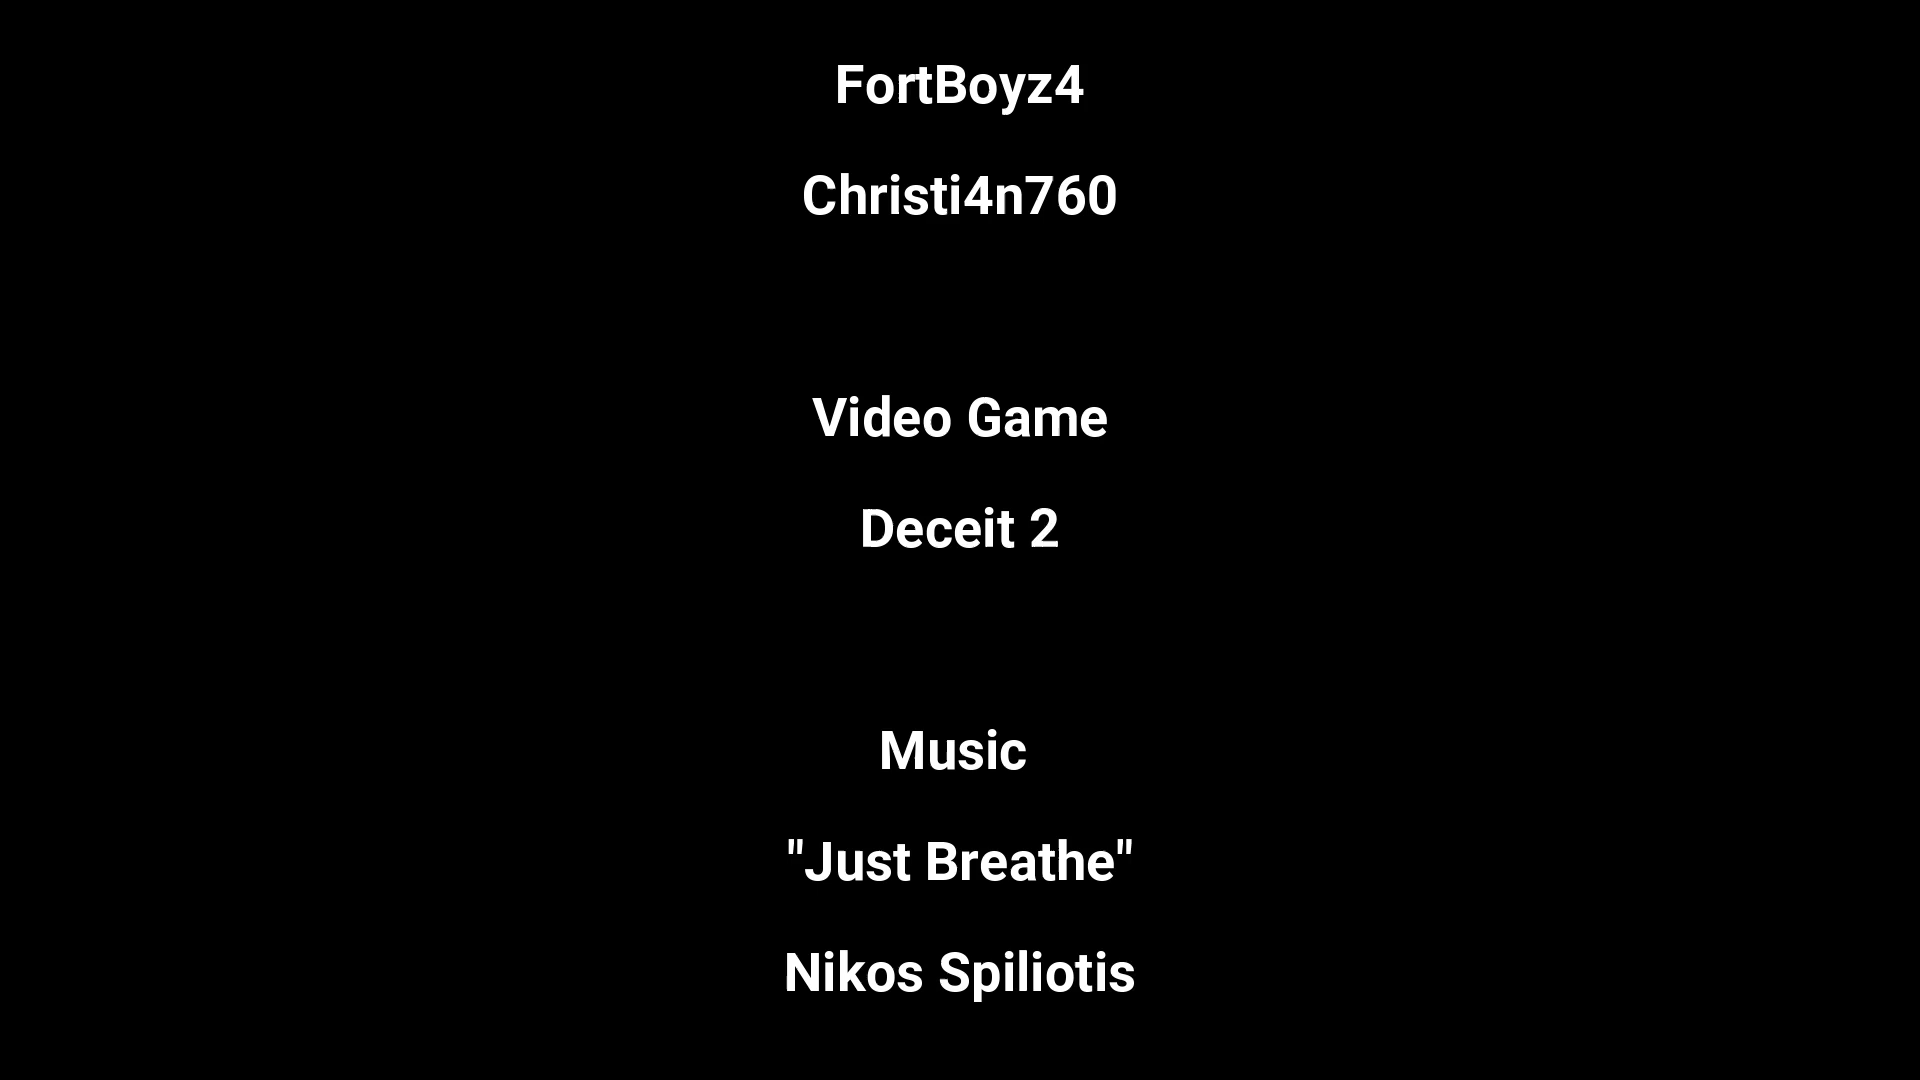 FortBoyz4
Christi4n760
Video Game
Deceit 2
Music
"Just Breathe"
Nikos Spiliotis